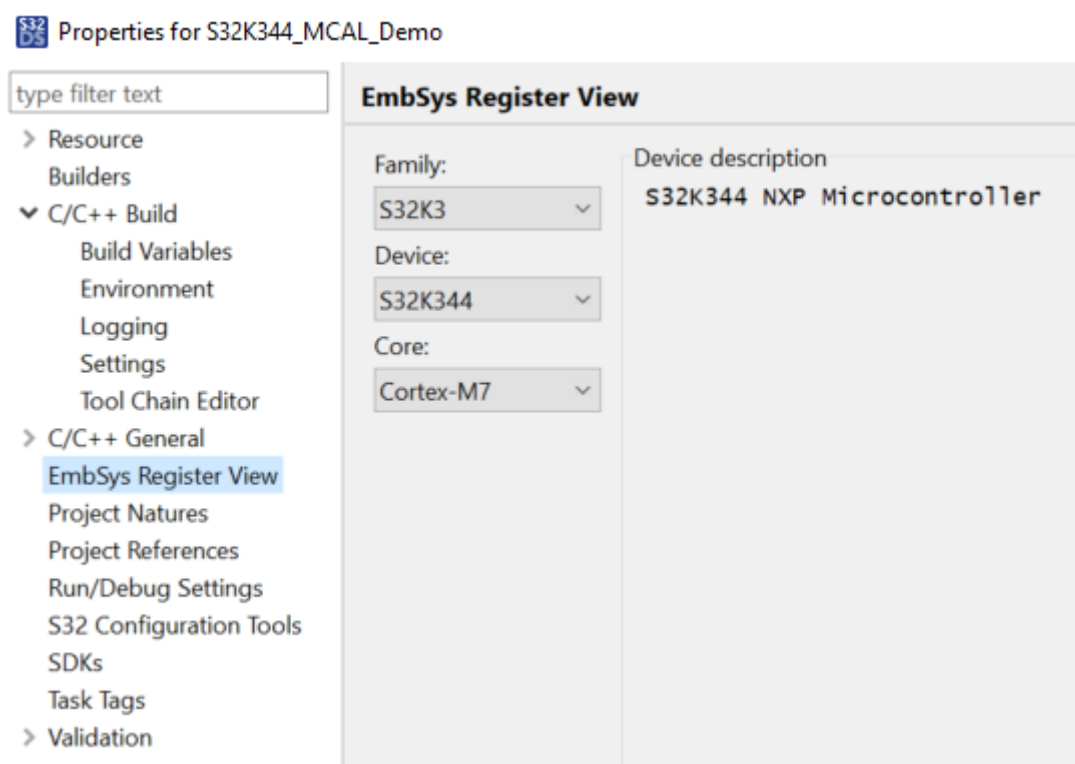 S32
DS
Properties for S32K344_MCAL_Demo
type filter text
Resource
Builders
C/C++ Build
Build Variables
Environment
Logging
Settings
Tool Chain Editor
C/C++ General
EmbSys Register View
Project Natures
Project References
Run/Debug Settings
S32 Configuration Tools
SDKs
Task Tags
Validation
EmbSys Register View
Family:
S32K3
Device:
S32K344
Core:
Cortex-M7
Device description
S32K344 NXP Microcontroller